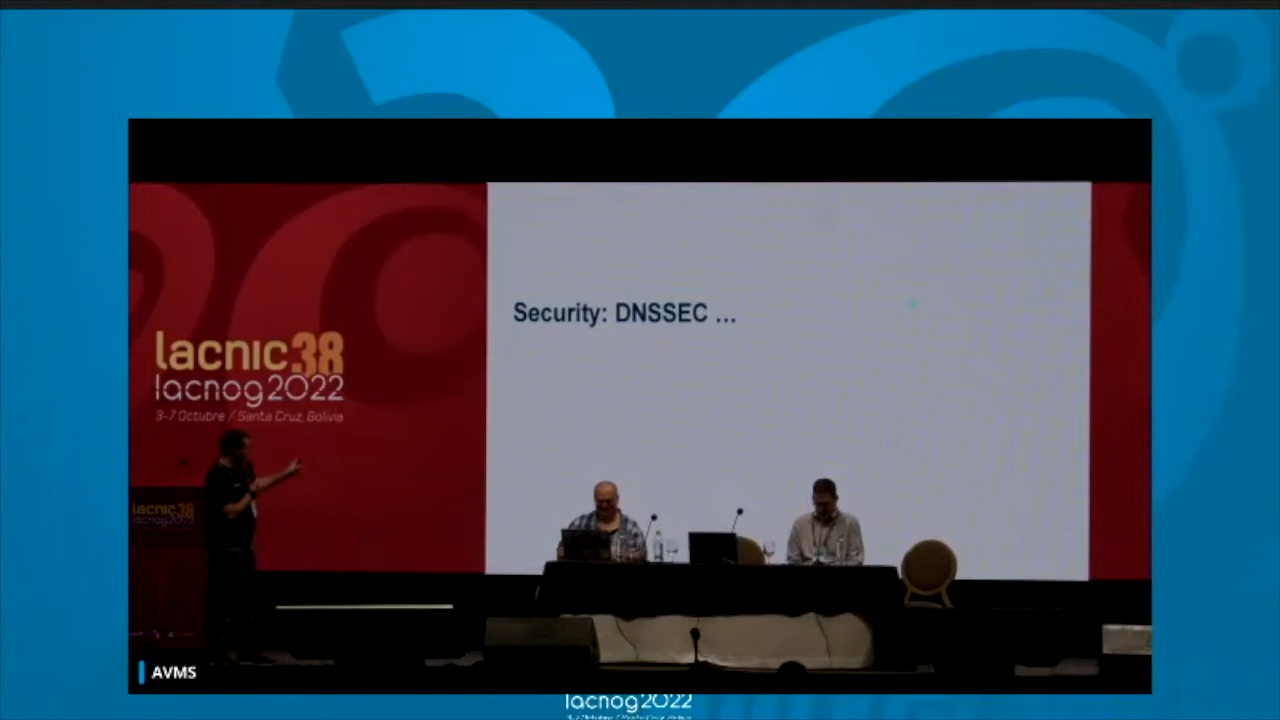 Security: DNSSEC ...
lacnic38
lacnog2022
3-7 Octubre / Santa Cruz, Bolivia
lacnic38
lacnog2022
AVMS
lacnog2022